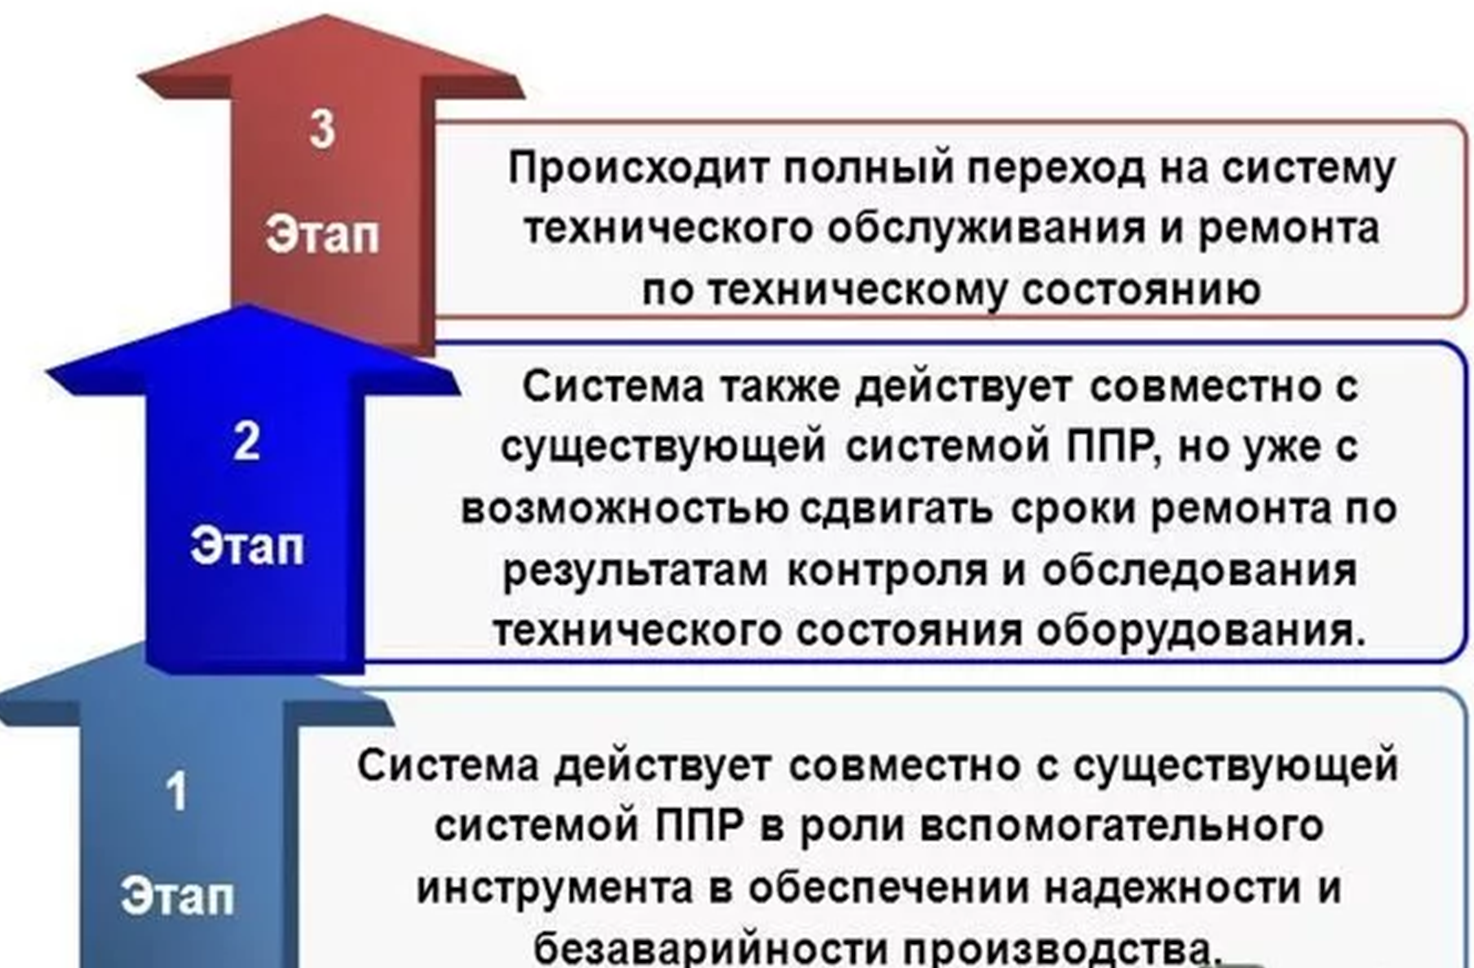 3
Этап
Происходит полный переход на систему
технического обслуживания и ремонта
по техническому состоянию
2
Этап
Система также действует совместно с
существующей системой ППР, но уже с
возможностью сдвигать сроки ремонта по
результатам контроля и обследования
технического состояния оборудования.
1
Этап
Система действует совместно с существующей
системой ППР в роли вспомогательного
инструмента в обеспечении надежности и
безаварийности производства.